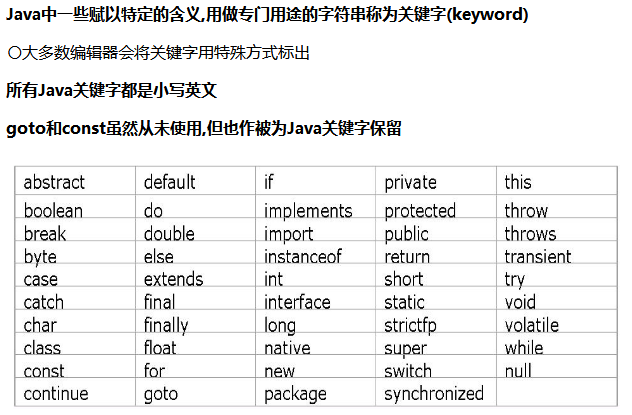 Java中一些赋以特定的含义,用做专门用途的字符串称为关键字(keyword)
○大多数编辑器会将关键字用特殊方式标出
所有Java关键字都是小写英文
goto和const虽然从未使用,但也作被为Java关键字保留
abstract default if private this
boolean do implements protected throw
break double import public throws
byte else instanceof return transient
case extends int short try
catch final interface static void
char finally long strictfp volatile
class float native super while
const for new switch null
continue goto package synchronized